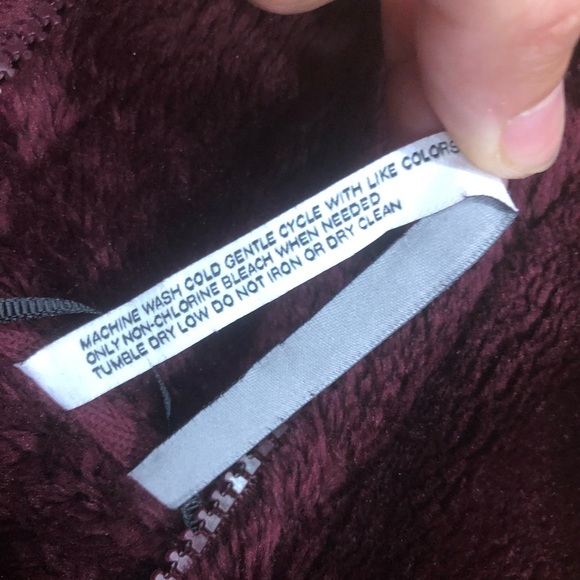 MACHINE WASH COLD GENTLE CYCLE WITH LIKE COLORS
ONLY NON-CHLORINE BLEACH WHEN NEEDED
TUMBLE DRY LOW DO NOT IRON OR DRY CLEAN